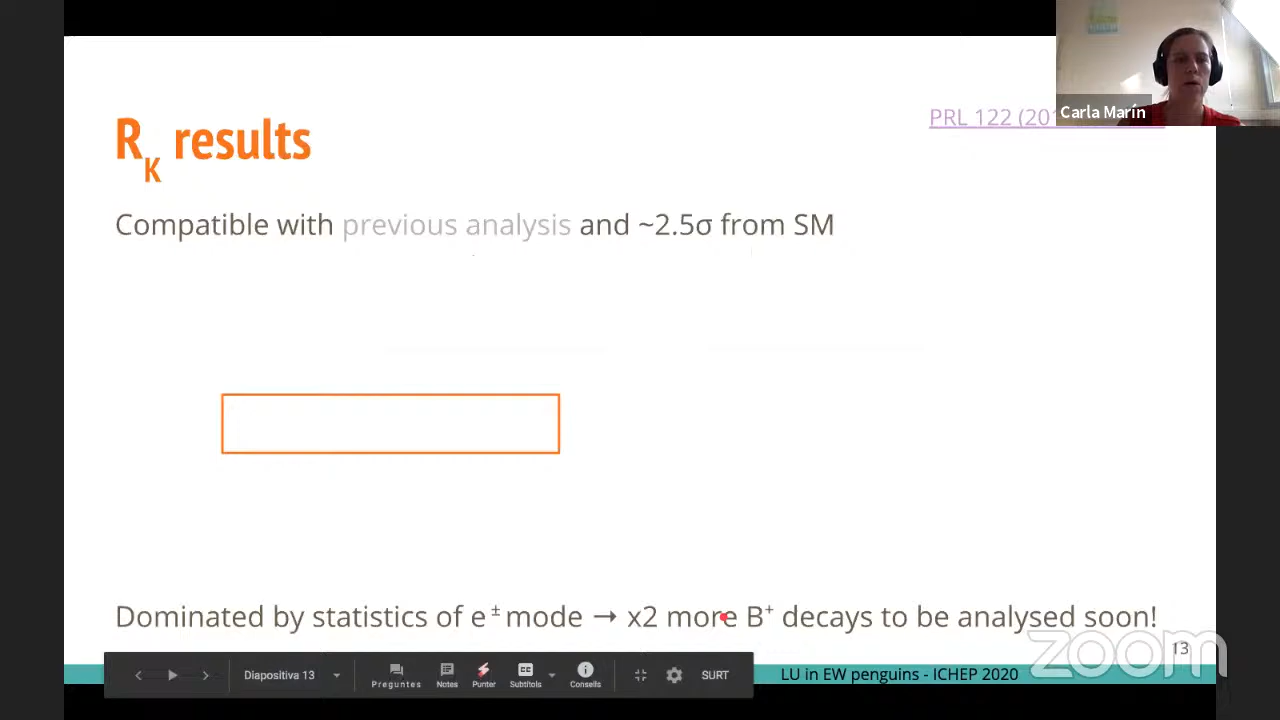 PRL 122 (20
Carla Marín
RK results
Compatible with previous analysis and ~2.5σ from SM
Dominated by statistics of e± mode → x2 more B+ decays to be analysed soon!
13
zoom
Diapositiva 13
Preguntes
Notes
Punter
Subtítols
Consells
SURT
LU in EW penguins - ICHEP 2020